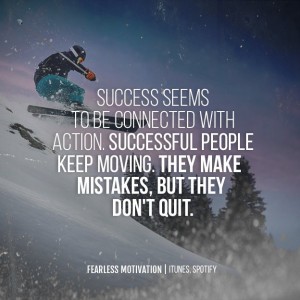 SUCCESS SEEMS
TO BE CONNECTED WITH
ACTION. SUCCESSFUL PEOPLE
KEEP MOVING. THEY MAKE
MISTAKES, BUT THEY
DON'T QUIT.
FEARLESS MOTIVATION | ITUNES, SPOTIFY